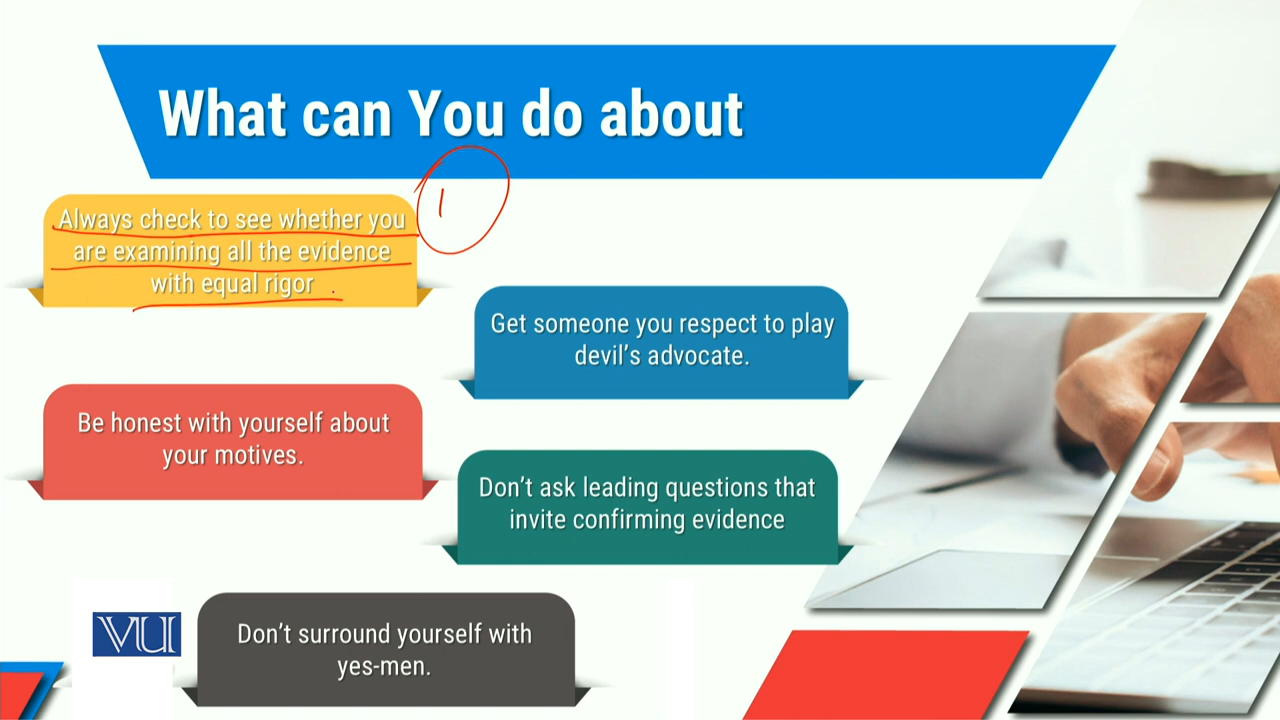 What can You do about
1
Always check to see whether you
are examining all the evidence
with equal rigor
Get someone you respect to play
devil’s advocate.
Be honest with yourself about
your motives.
Don’t ask leading questions that
invite confirming evidence
Don’t surround yourself with
yes-men.
VU